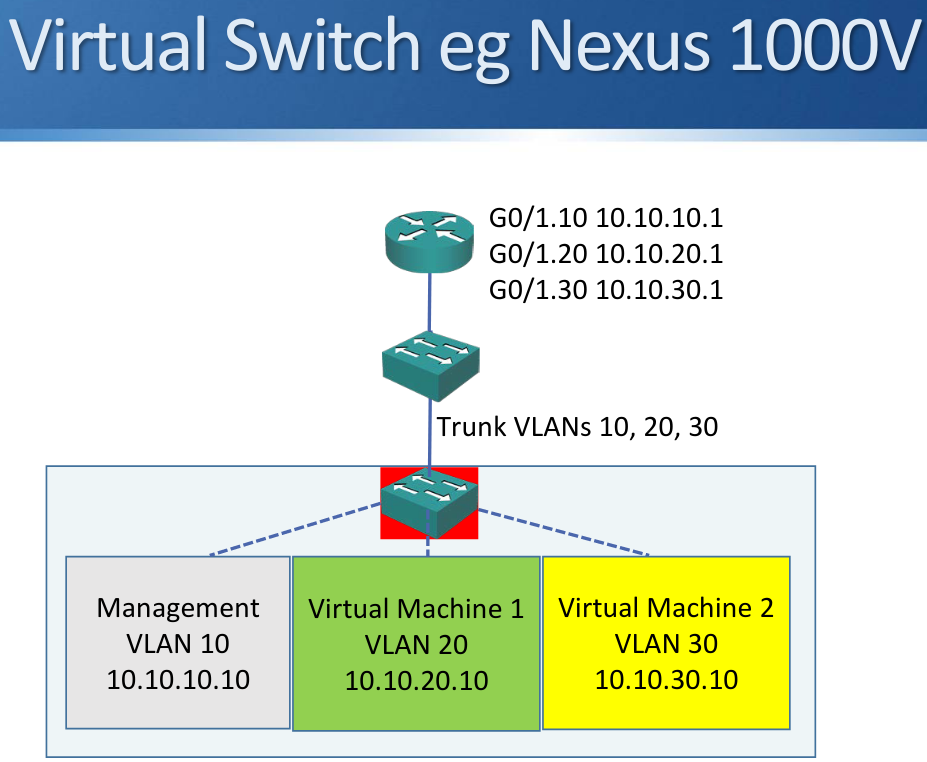 Virtual Switch eg Nexus 1000V
G0/1.10 10.10.10.1
G0/1.20 10.10.20.1
G0/1.30 10.10.30.1
Trunk VLANs 10, 20, 30
Management
VLAN 10
10.10.10.10
Virtual Machine 1
VLAN 20
10.10.20.10
Virtual Machine 2
VLAN 30
10.10.30.10